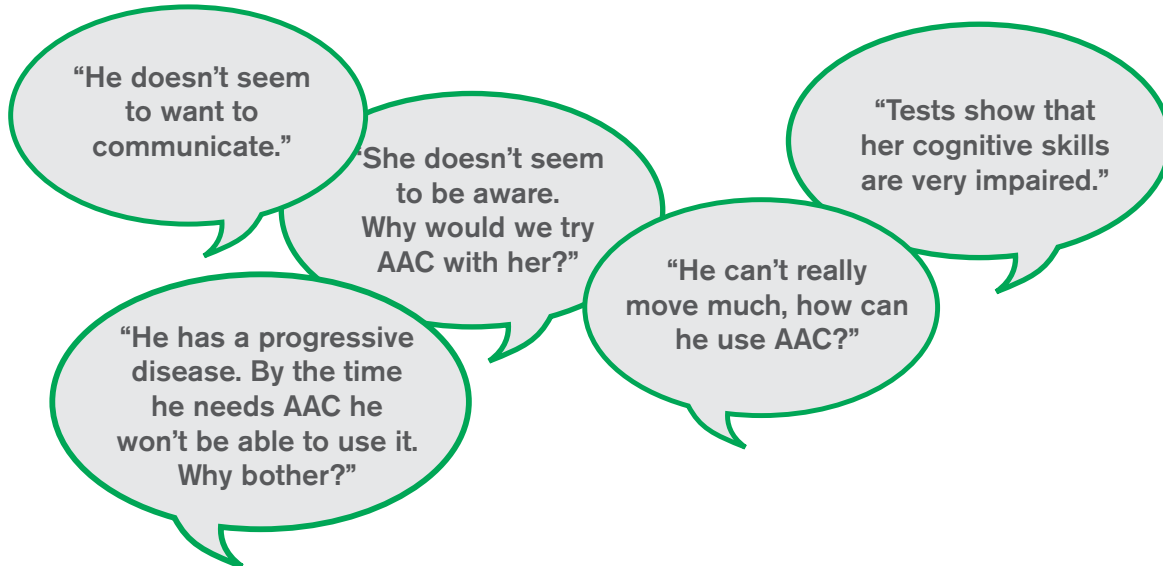 “He doesn’t seem
to want to
communicate.”
“She doesn’t seem
to be aware.
Why would we try
AAC with her?”
“Tests show that
her cognitive skills
are very impaired.”
“He has a progressive
disease. By the time
he needs AAC he
won’t be able to use it.
Why bother?”
“He can’t really
move much, how can
he use AAC?”